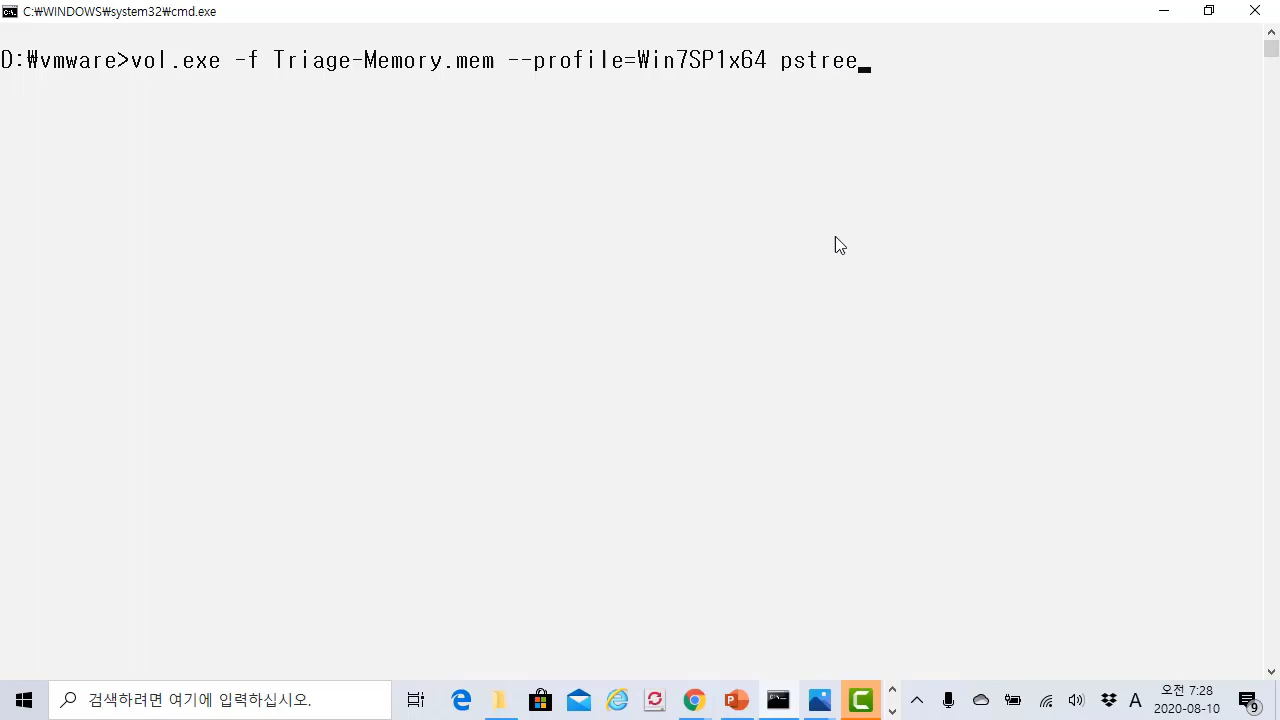 C:₩WINDOWS₩system32₩cmd.exe
D:₩vmware>vol.exe -f Triage-Memory.mem --profile=Win7SP1x64 pstree
검색하려면 여기에 입력하십시오.
A
오전 7:28
2020-08-10
9